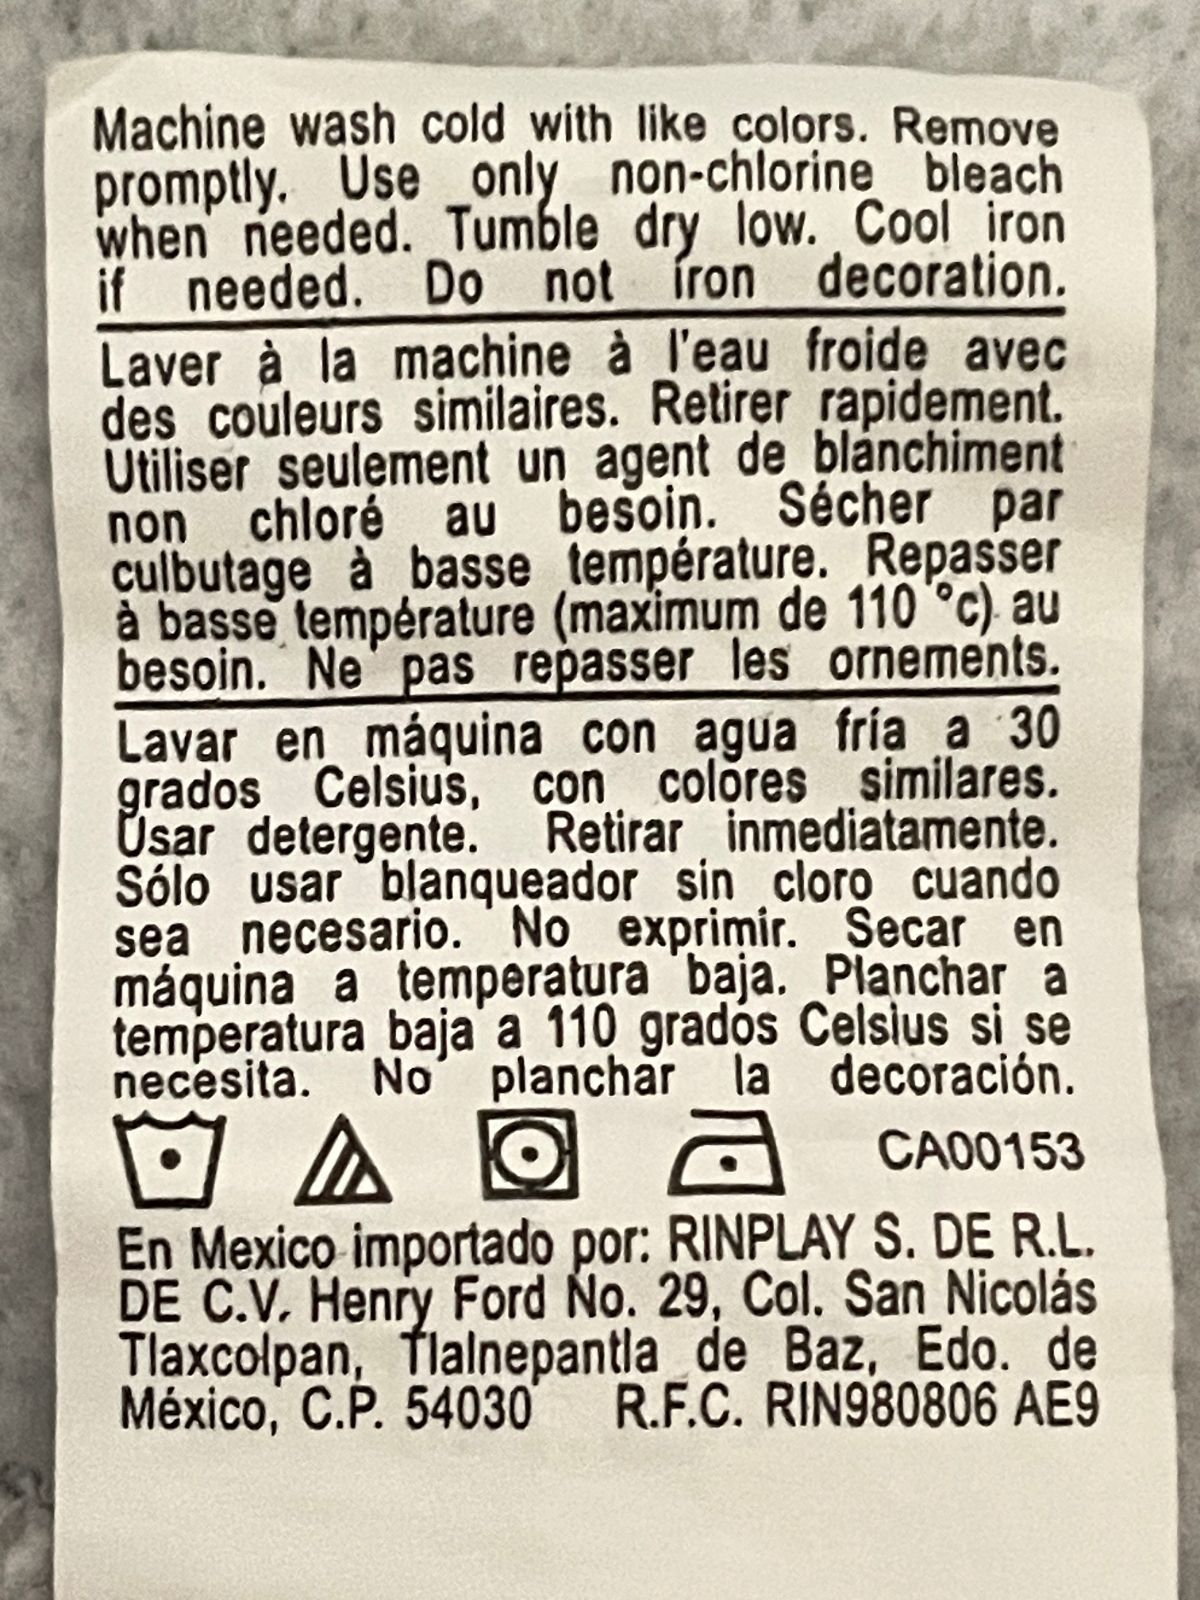 Machine wash cold with like colors. Remove
promptly. Use only non-chlorine bleach
when needed. Tumble dry low. Cool iron
if needed. Do not iron decoration.
Laver à la machine à l'eau froide avec
des couleurs similaires. Retirer rapidement.
Utiliser seulement un agent de blanchiment
non chloré au besoin. Sécher par
culbutage à basse température. Repasser
à basse température (maximum de 110 °c) au
besoin. Ne pas repasser les ornements.
Lavar en máquina con agua fría a 30
grados Celsius, con colores similares.
Usar detergente. Retirar inmediatamente.
Sólo usar blanqueador sin cloro cuando
sea necesario. No exprimir. Secar en
máquina a temperatura baja. Planchar a
temperatura baja a 110 grados Celsius si se
necesita. No planchar la decoración.
CA00153
En Mexico importado por: RINPLAY S. DE R.L.
DE C.V. Henry Ford No. 29, Col. San Nicolás
Tlaxcolpan, Tlalnepantla de Baz, Edo. de
México, C.P. 54030 R.F.C. RIN980806 AE9